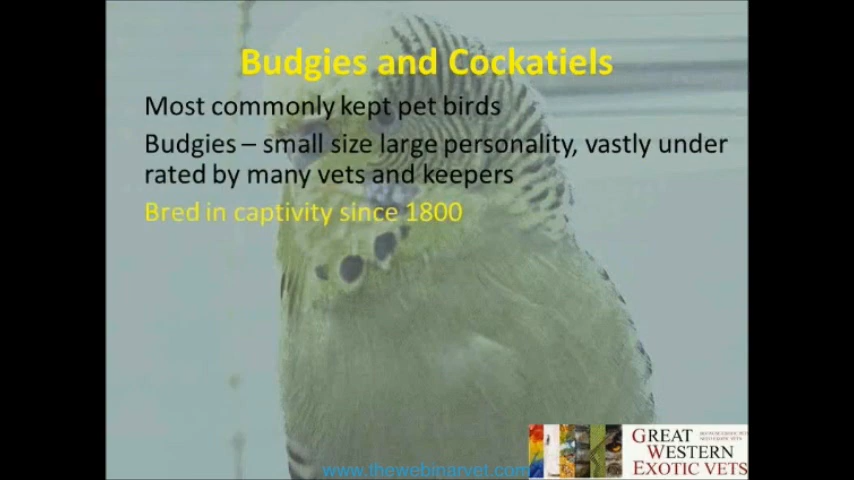 Budgies and Cockatiels
Most commonly kept pet birds
Budgies – small size large personality, vastly under
rated by many vets and keepers
Bred in captivity since 1800
GREAT
WESTERN
EXOTIC VETS
www.thewebinarvet.com